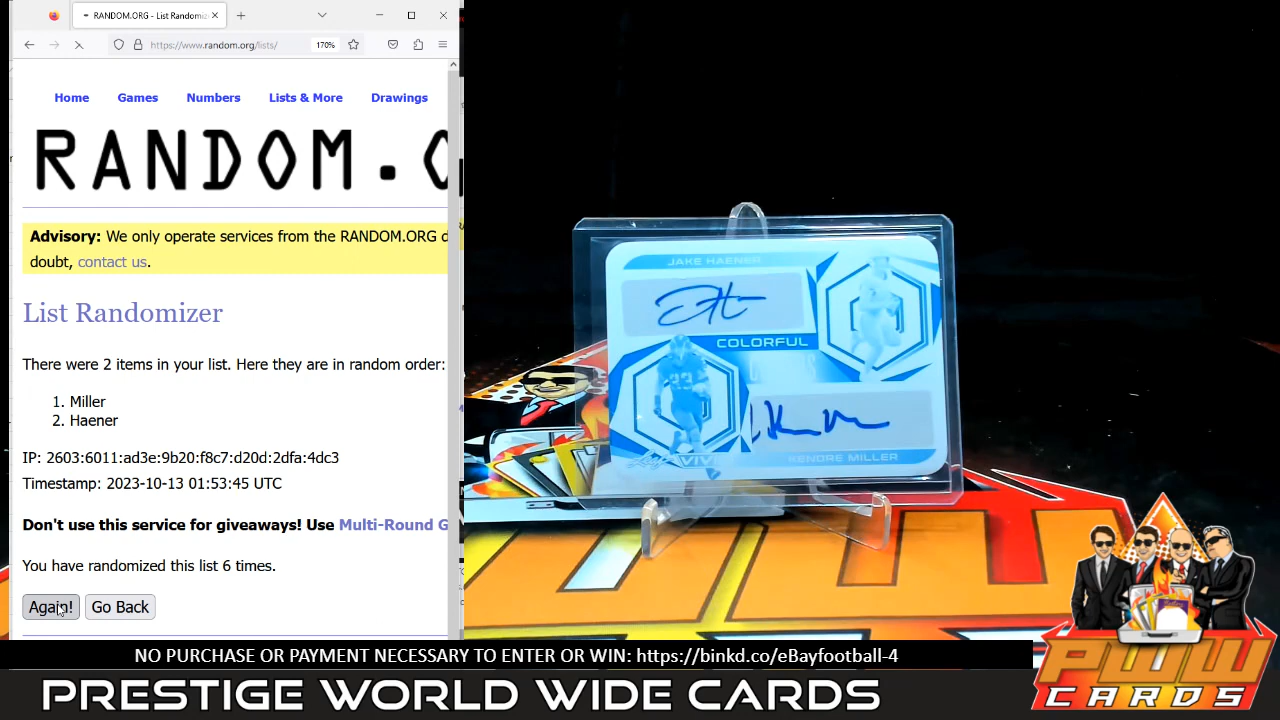 RANDOM.ORG - List Randomiz
https://www.random.org/lists/
170%
Home Games Numbers Lists & More Drawings
RANDOM.O
Advisory: We only operate services from the RANDOM.ORG d
doubt, contact us.
List Randomizer
There were 2 items in your list. Here they are in random order:
1. Miller
2. Haener
IP: 2603:6011:ad3e:9b20:f8c7:d20d:2dfa:4dc3
Timestamp: 2023-10-13 01:53:45 UTC
Don't use this service for giveaways! Use Multi-Round G
You have randomized this list 6 times.
Again! Go Back
JAKE HAENER
COLORFUL
KENDRE MILLER
NO PURCHASE OR PAYMENT NECESSARY TO ENTER OR WIN: https://binkd.co/eBayfootball-4
PRESTIGE WORLD WIDE CARDS
PWW
CARDS